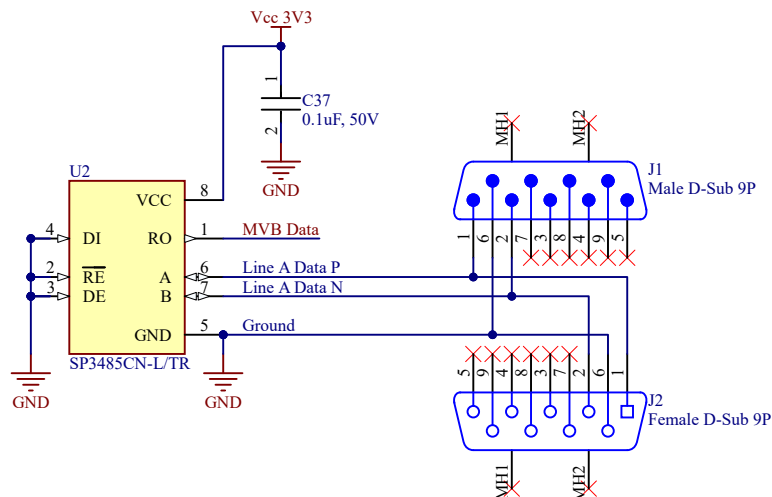 Vcc 3V3
1
C37
0.1uF, 50V
2
GND
U2
VCC
8
4
DI
RO
1
MVB Data
2
RE
A
6
Line A Data P
3
DE
B
7
Line A Data N
GND
5
Ground
SP3485CN-L/TR
GND
GND
MH1
MH2
J1
Male D-Sub 9P
1
6
2
7
3
8
4
9
5
5
9
4
8
3
7
2
6
1
J2
Female D-Sub 9P
MH1
MH2